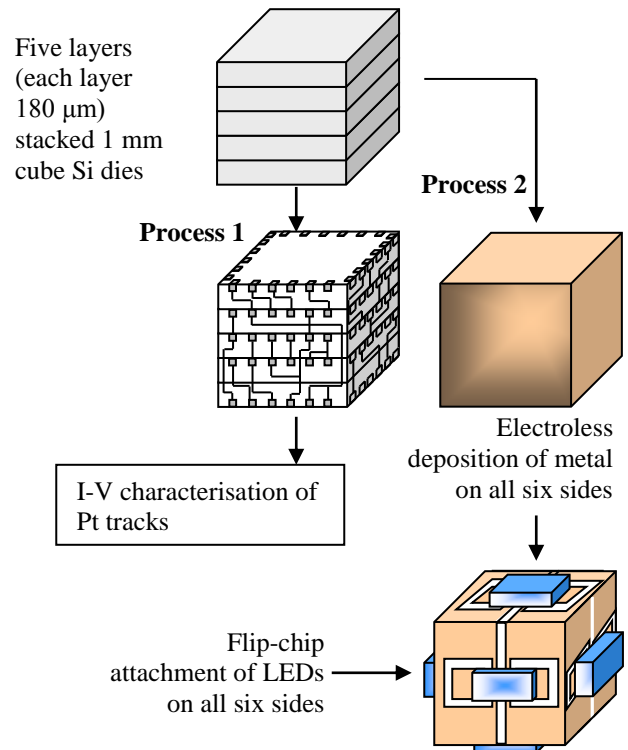 Five layers
(each layer
180 μm)
stacked 1 mm
cube Si dies
Process 2
Process 1
Electroless
deposition of metal
on all six sides
I-V characterisation of
Pt tracks
Flip-chip
attachment of LEDs
on all six sides